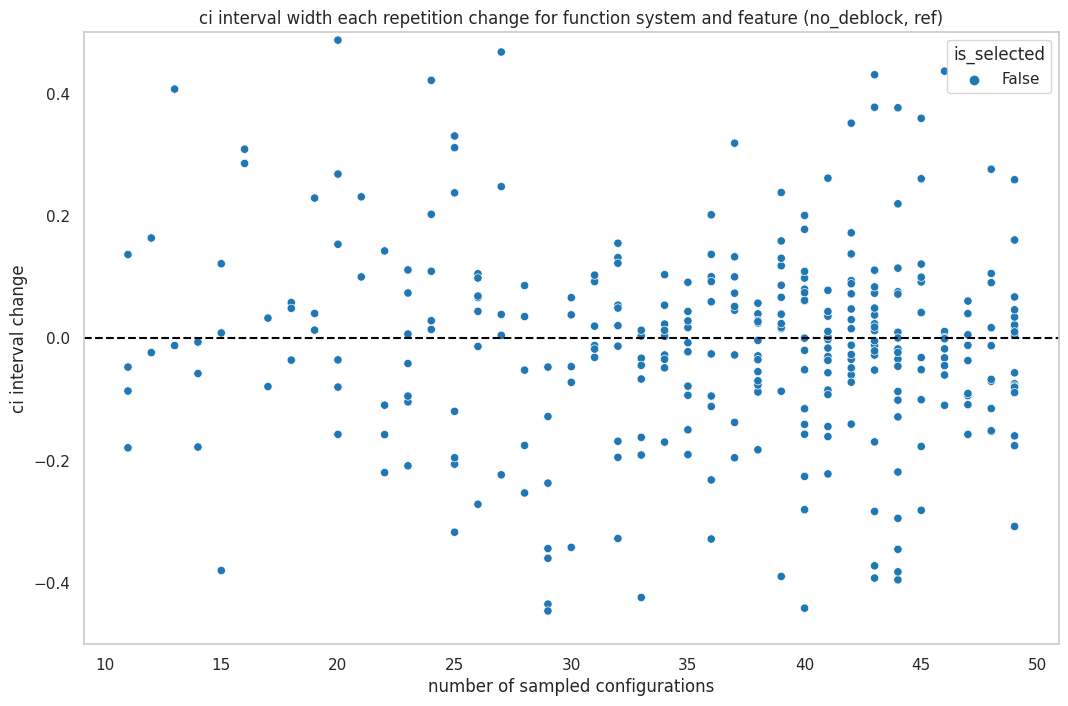 ci interval width each repetition change for function system and feature (no_deblock, ref)
is_selected
False
ci interval change
0.4
0.2
0.0
−0.2
−0.4
10 15 20 25 30 35 40 45 50
number of sampled configurations